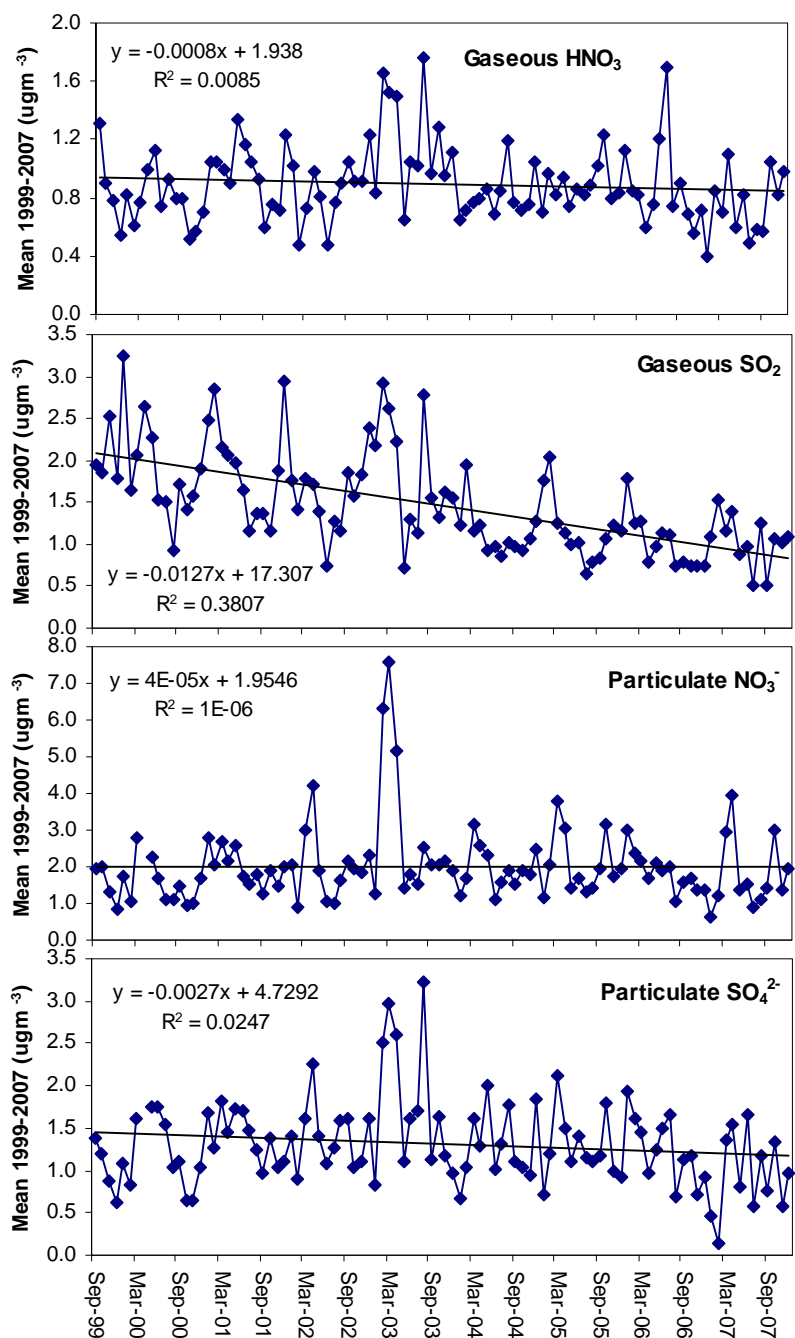 Mean 1999-2007 (ugm -3)
2.0
1.6
1.2
0.8
0.4
0.0
y = -0.0008x + 1.938
R² = 0.0085
Gaseous HNO₃
Mean 1999-2007 (ugm -3)
3.5
3.0
2.5
2.0
1.5
1.0
0.5
0.0
Gaseous SO₂
y = -0.0127x + 17.307
R² = 0.3807
Mean 1999-2007 (ugm -3)
8.0
7.0
6.0
5.0
4.0
3.0
2.0
1.0
0.0
y = 4E-05x + 1.9546
R² = 1E-06
Particulate NO₃⁻
Mean 1999-2007 (ugm -3)
3.5
3.0
2.5
2.0
1.5
1.0
0.5
0.0
y = -0.0027x + 4.7292
R² = 0.0247
Particulate SO₄²⁻
Sep-99
Mar-00
Sep-00
Mar-01
Sep-01
Mar-02
Sep-02
Mar-03
Sep-03
Mar-04
Sep-04
Mar-05
Sep-05
Mar-06
Sep-06
Mar-07
Sep-07